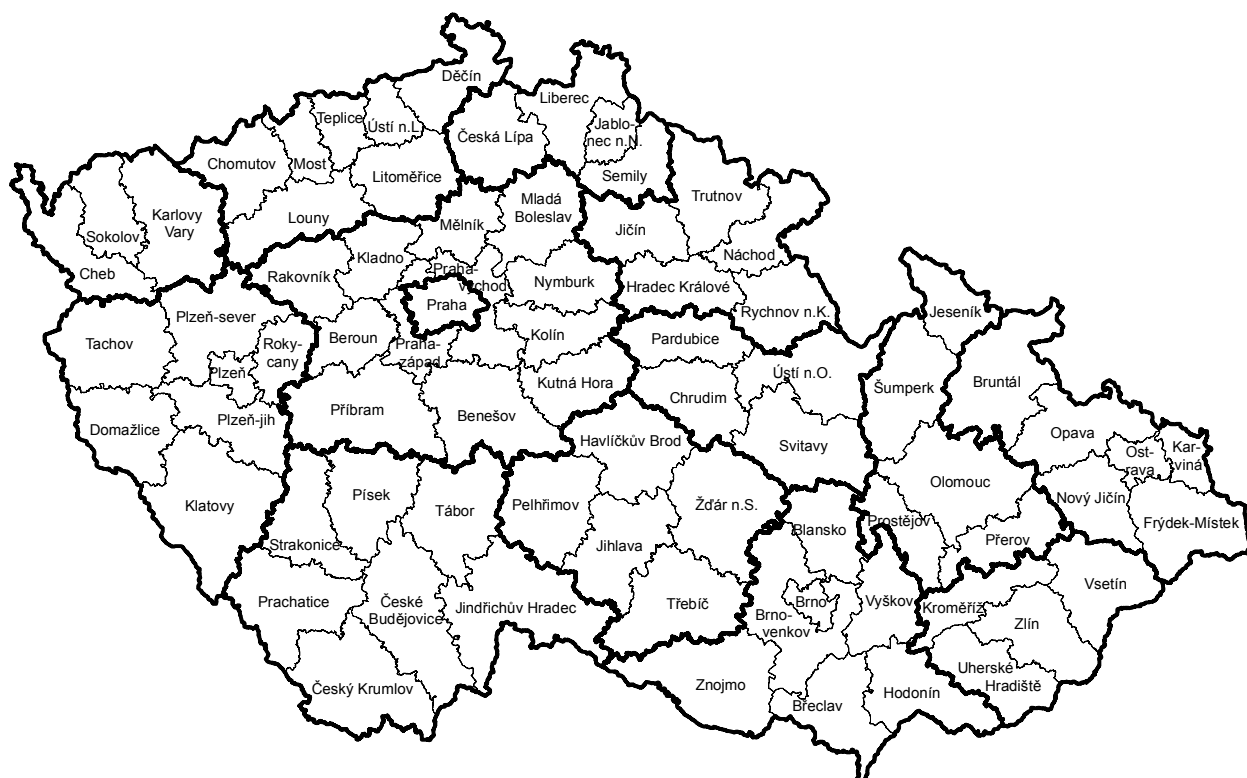 Děčín
Liberec
Teplice
Ústí n.L.
Česká Lípa
Jablo-
nec n.N.
Chomutov
Most
Litoměřice
Semily
Trutnov
Karlovy
Vary
Sokolov
Cheb
Louny
Mladá
Boleslav
Mělník
Jičín
Náchod
Kladno
Rakovník
Praha-
východ
Praha
Nymburk
Hradec Králové
Rychnov n.K.
Jeseník
Plzeň-sever
Tachov
Roky-
cany
Plzeň
Beroun
Praha-
západ
Kolín
Pardubice
Ústí n.O.
Šumperk
Bruntál
Kutná Hora
Chrudim
Příbram
Benešov
Domažlice
Plzeň-jih
Havlíčkův Brod
Svitavy
Opava
Ost-
rava
Kar-
viná
Klatovy
Písek
Tábor
Pelhřimov
Žďár n.S.
Olomouc
Nový Jičín
Frýdek-Místek
Strakonice
Jihlava
Blansko
Prostějov
Přerov
Vsetín
Prachatice
České
Budějovice
Jindřichův Hradec
Třebíč
Brno
Brno-
venkov
Vyškov
Kroměříž
Zlín
Český Krumlov
Znojmo
Břeclav
Hodonín
Uherské
Hradiště